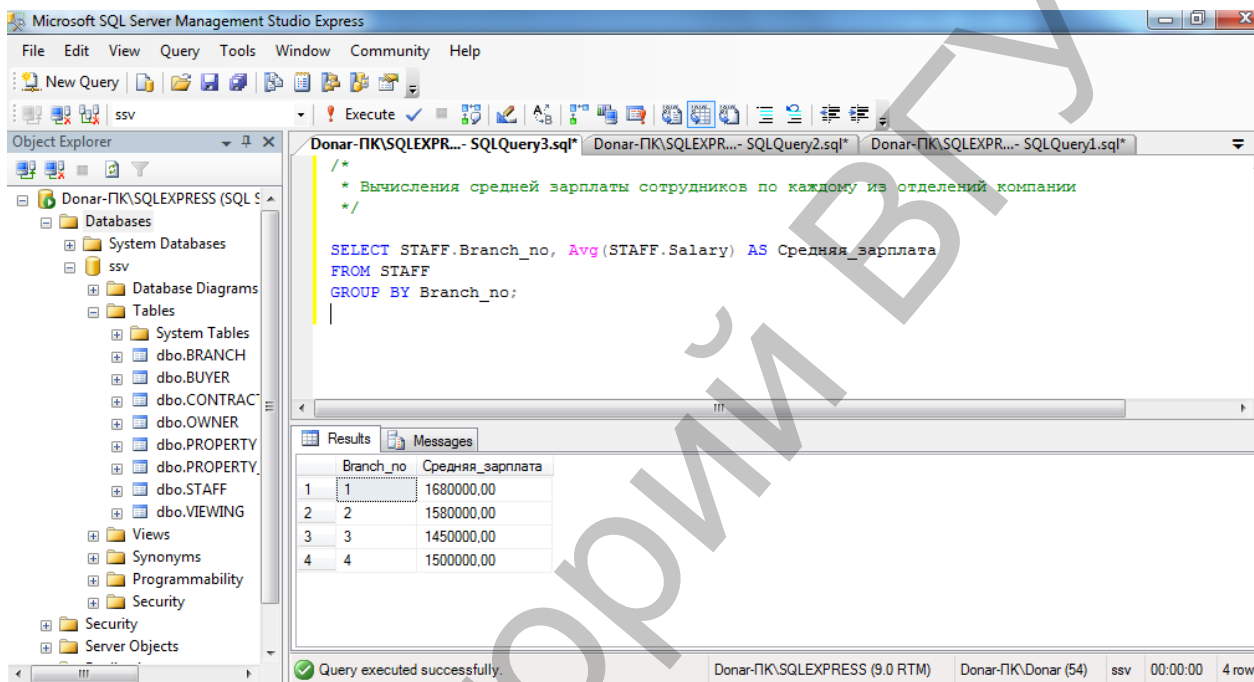 Microsoft SQL Server Management Studio Express
File Edit View Query Tools Window Community Help
New Query
ssv Execute
Object Explorer
Donar-ПК\SQLEXPR...- SQLQuery3.sql* Donar-ПК\SQLEXPR...- SQLQuery2.sql* Donar-ПК\SQLEXPR...- SQLQuery1.sql*
Donar-ПК\SQLEXPRESS (SQL S
Databases
System Databases
ssv
Database Diagrams
Tables
System Tables
dbo.BRANCH
dbo.BUYER
dbo.CONTRACT
dbo.OWNER
dbo.PROPERTY
dbo.PROPERTY_
dbo.STAFF
dbo.VIEWING
Views
Synonyms
Programmability
Security
Security
Server Objects
/*
* Вычисления средней зарплаты сотрудников по каждому из отделений компании
*/
SELECT STAFF.Branch_no, Avg(STAFF.Salary) AS Средняя_зарплата
FROM STAFF
GROUP BY Branch_no;
Results Messages
Branch_no Средняя_зарплата
1 1 1680000,00
2 2 1580000,00
3 3 1450000,00
4 4 1500000,00
Query executed successfully. Donar-ПК\SQLEXPRESS (9.0 RTM) Donar-ПК\Donar (54) ssv 00:00:00 4 row
орий ВГУ